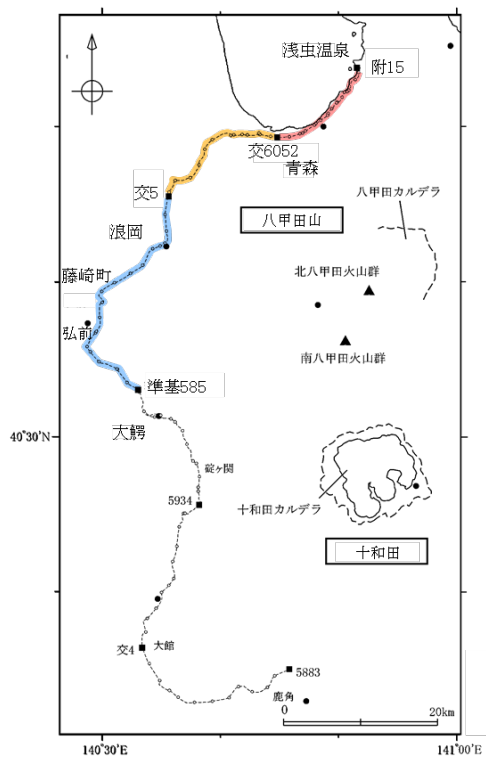 浅虫温泉
附15
交6052
青森
八甲田カルデラ
交5
八甲田山
浪岡
北八甲田火山群
藤崎町
弘前
南八甲田火山群
準基585
大鰐
40°30'N
碇ヶ関
5934
十和田カルデラ
十和田
交4
大館
5883
鹿角
0
20km
140°30'E
141°00'E